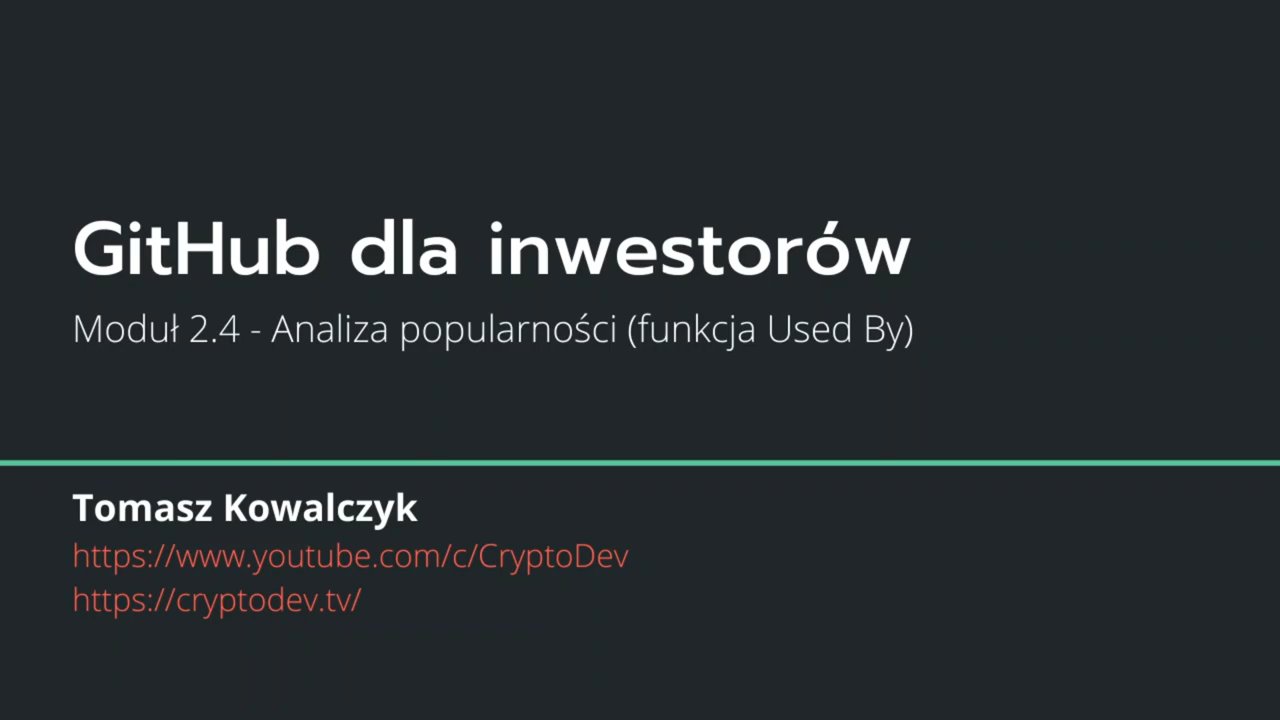 GitHub dla inwestorów
Moduł 2.4 - Analiza popularności (funkcja Used By)
Tomasz Kowalczyk
https://www.youtube.com/c/CryptoDev
https://cryptodev.tv/